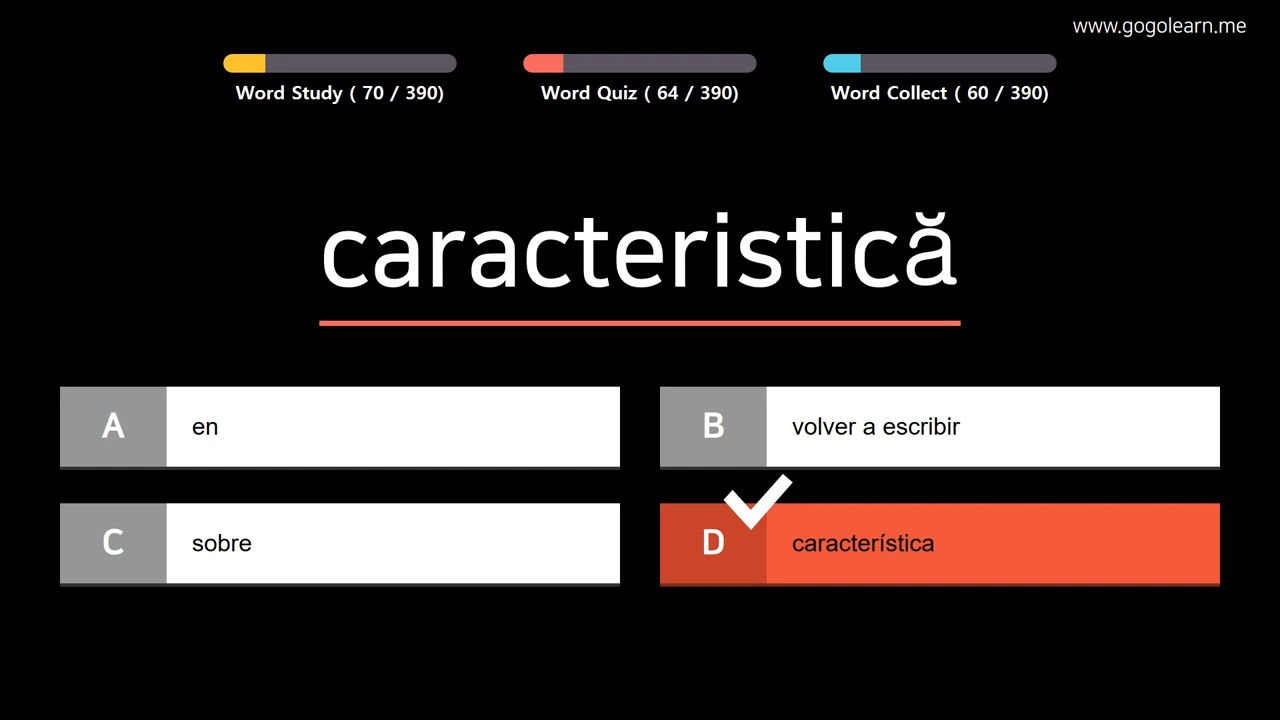 www.gogolearn.me
Word Study ( 70 / 390)
Word Quiz ( 64 / 390)
Word Collect ( 60 / 390)
caracteristică
A en
B volver a escribir
C sobre
D característica